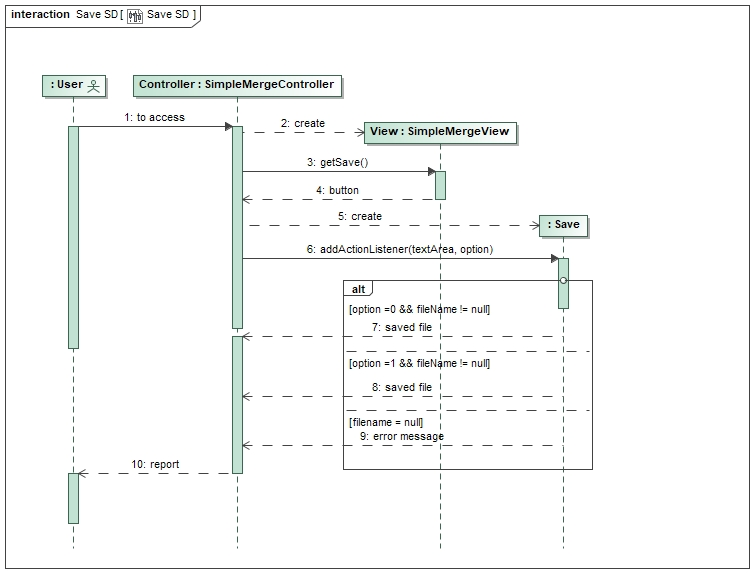 interaction Save SD [ Save SD ]
: User
Controller : SimpleMergeController
1: to access
2: create
View : SimpleMergeView
3: getSave()
4: button
5: create
: Save
6: addActionListener(textArea, option)
alt
[option =0 && fileName != null]
7: saved file
[option =1 && fileName != null]
8: saved file
[filename = null]
9: error message
10: report